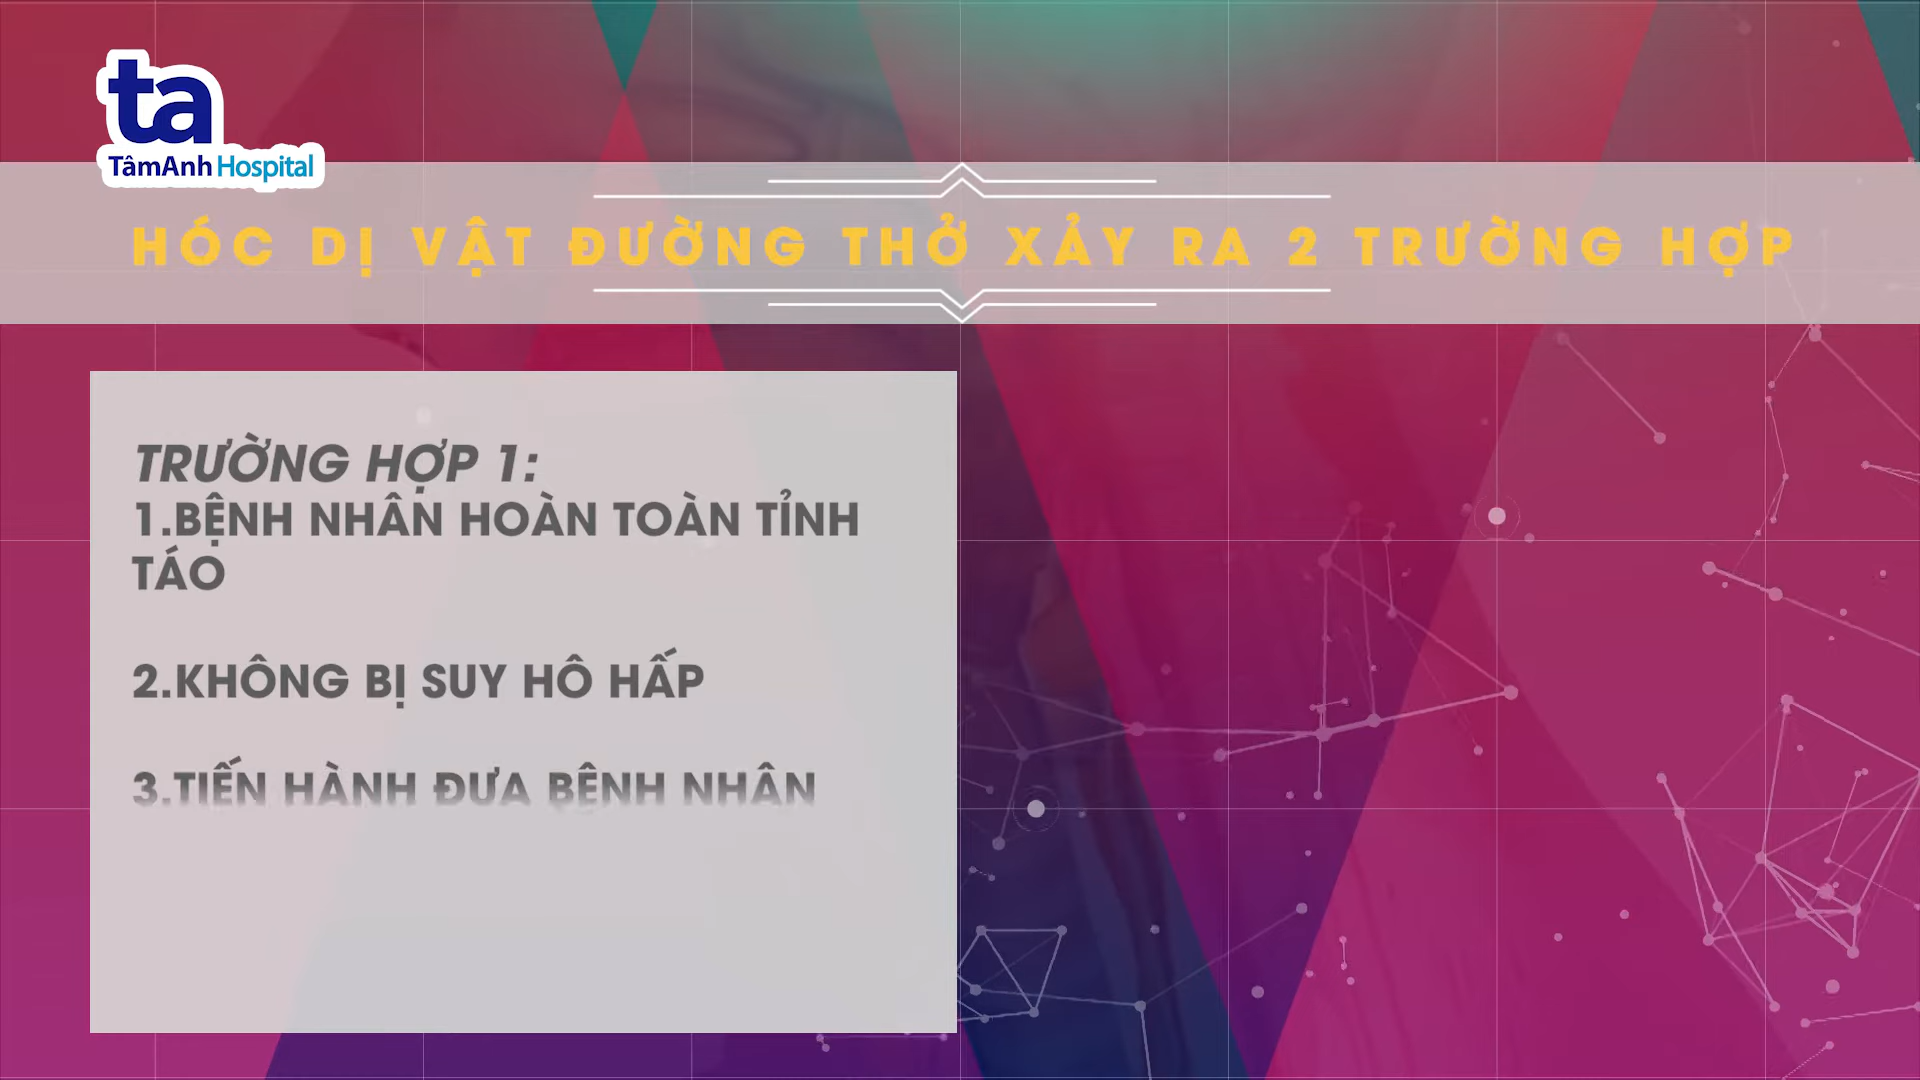 ta
TâmAnh Hospital
HÓC DỊ VẬT ĐƯỜNG THỞ XẢY RA 2 TRƯỜNG HỢP
TRƯỜNG HỢP 1:
1.BỆNH NHÂN HOÀN TOÀN TỈNH
TÁO
2.KHÔNG BỊ SUY HÔ HẤP
3.TIẾN HÀNH ĐƯA BỆNH NHÂN